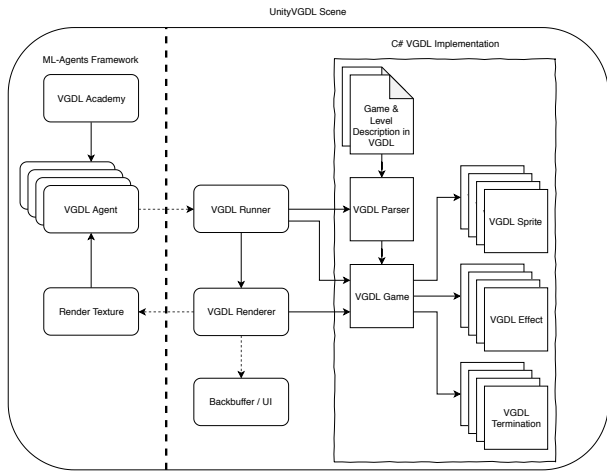 UnityVGDL Scene
ML-Agents Framework
C# VGDL Implementation
VGDL Academy
Game &
Level
Description in
VGDL
VGDL Agent
VGDL Runner
VGDL Parser
VGDL Sprite
Render Texture
VGDL Renderer
VGDL Game
VGDL Effect
Backbuffer / UI
VGDL
Termination